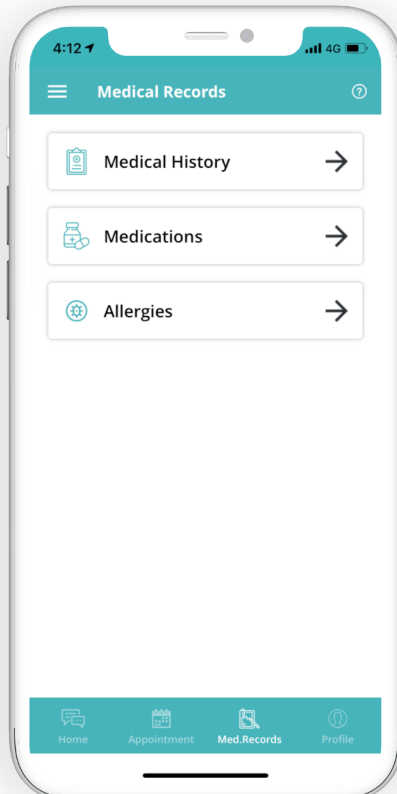 4:12 4G
Medical Records ?
Medical History
Medications
Allergies
Home Appointment Med.Records Profile